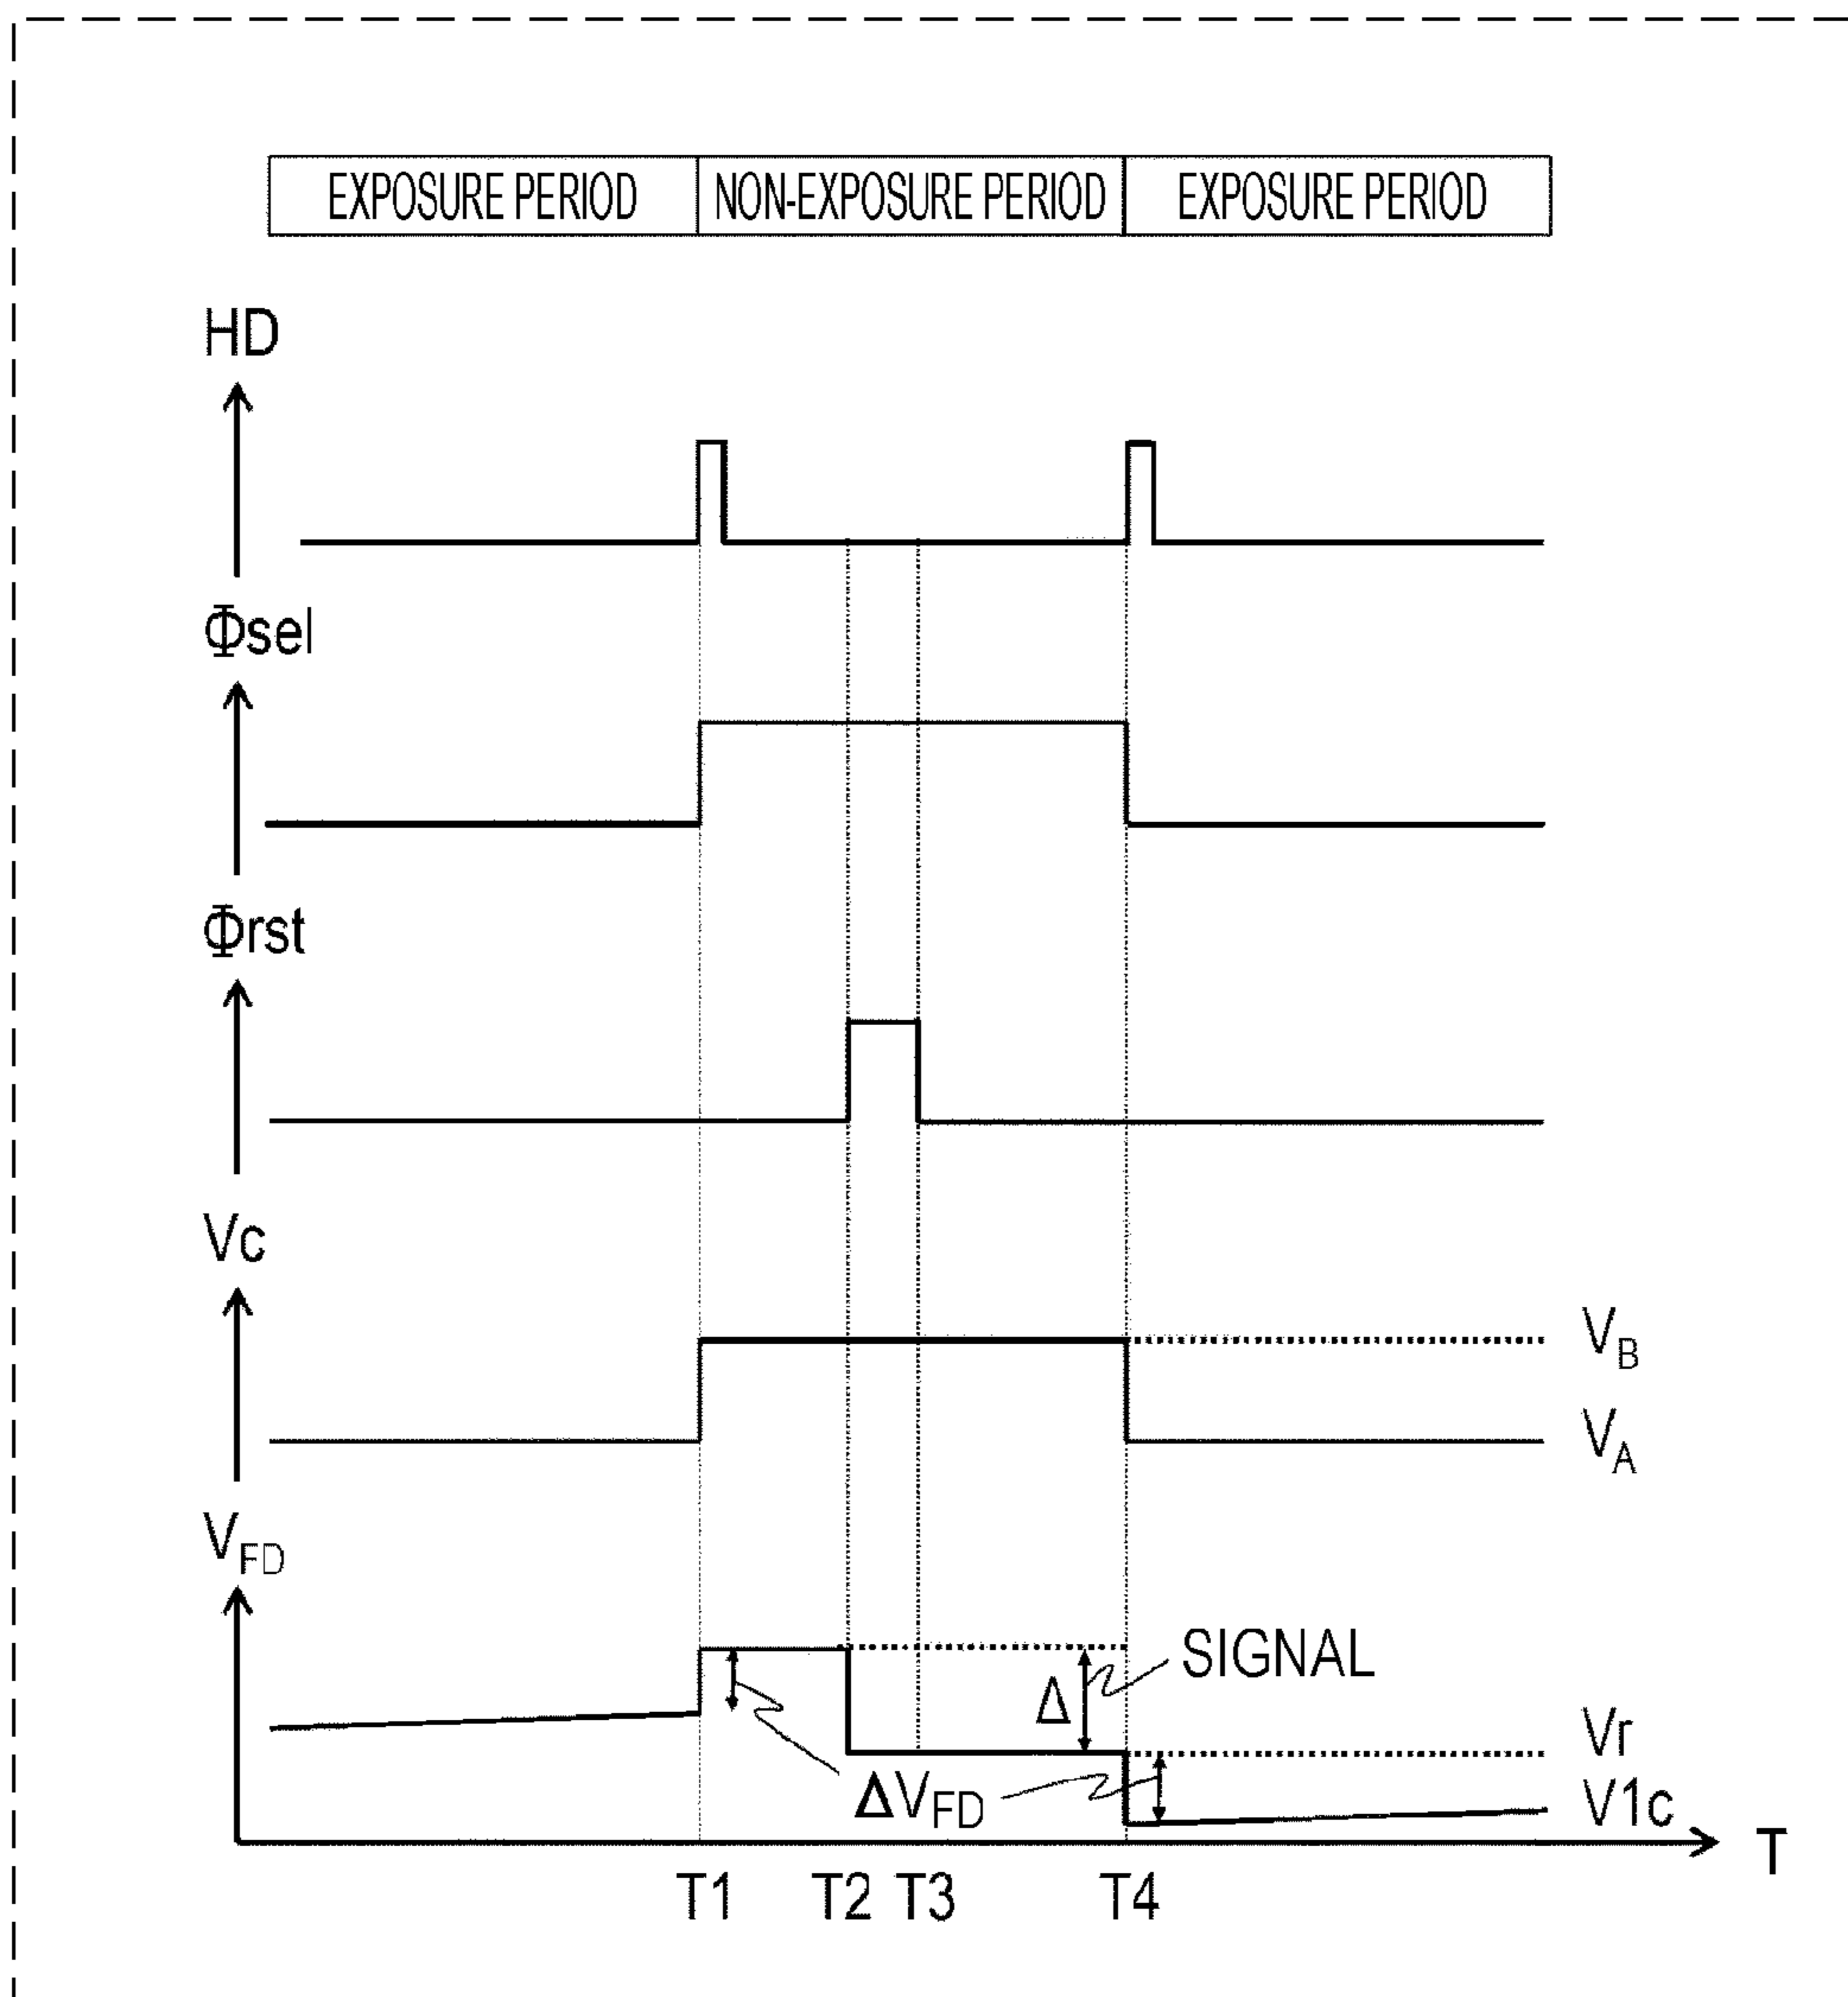 EXPOSURE PERIOD NON-EXPOSURE PERIOD EXPOSURE PERIOD
HD
Φsel
Φrst
Vc
VB
VA
VFD
SIGNAL
Δ
Vr
ΔVFD
V1c
T
T1 T2 T3 T4